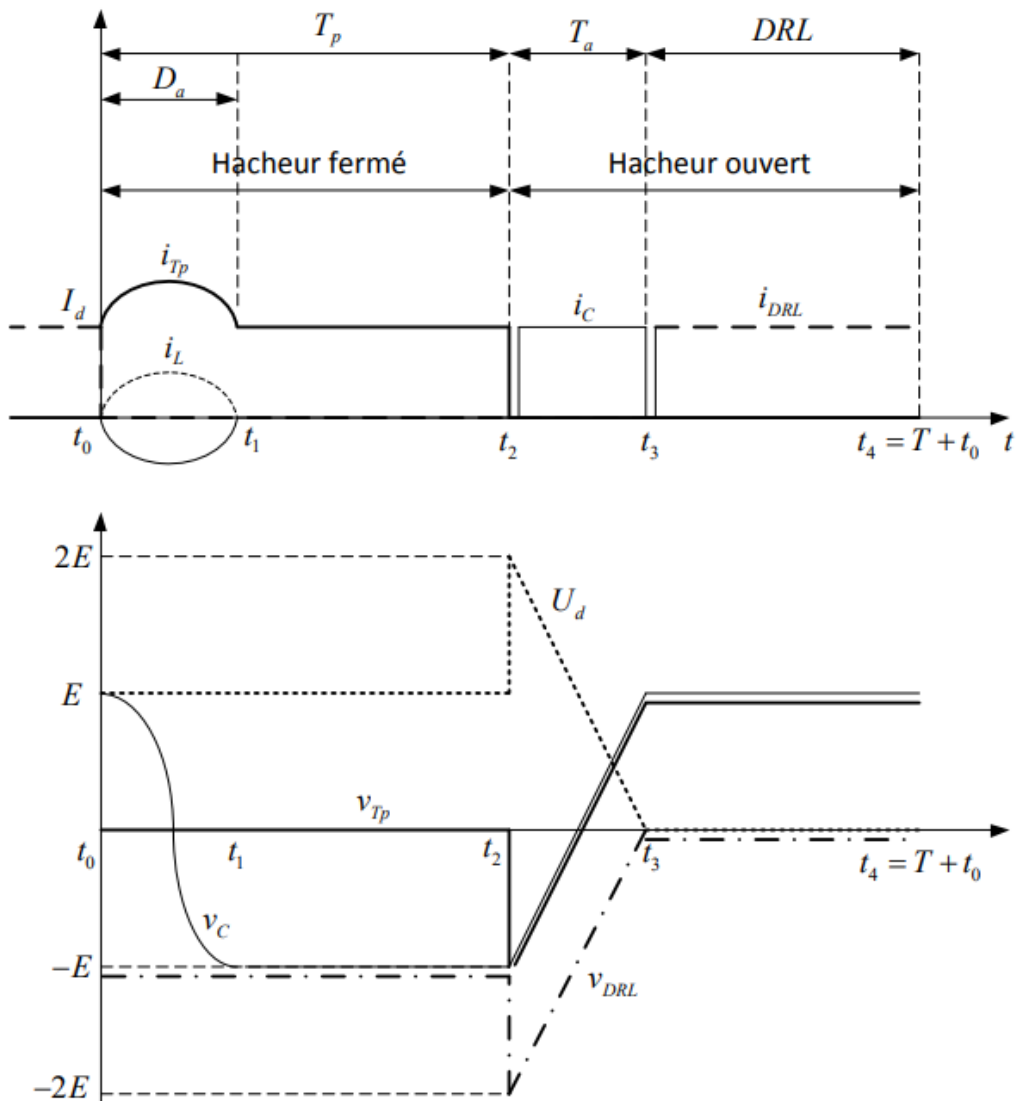 T_p T_a DRL
D_a
Hacheur fermé Hacheur ouvert
i_Tp
I_d i_C i_DRL
i_L
t_0 t_1 t_2 t_3 t_4 = T + t_0 t
2E
U_d
E
v_Tp
t_0 t_1 t_2 t_3 t_4 = T + t_0
v_C
−E
v_DRL
−2E